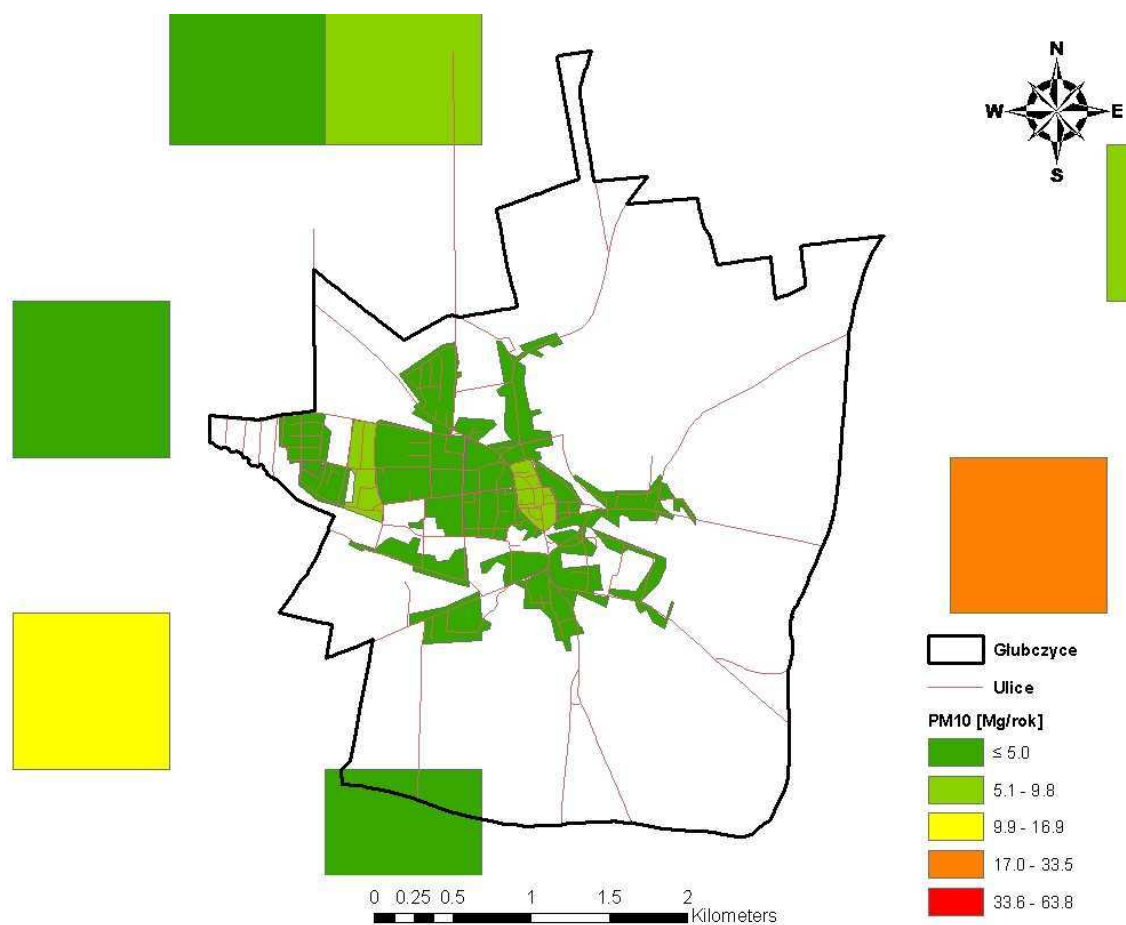 N
W E
S
Głubczyce
Ulice
PM10 [Mg/rok]
≤ 5.0
5.1 - 9.8
9.9 - 16.9
17.0 - 33.5
33.6 - 63.8
0 0.25 0.5 1 1.5 2
Kilometers